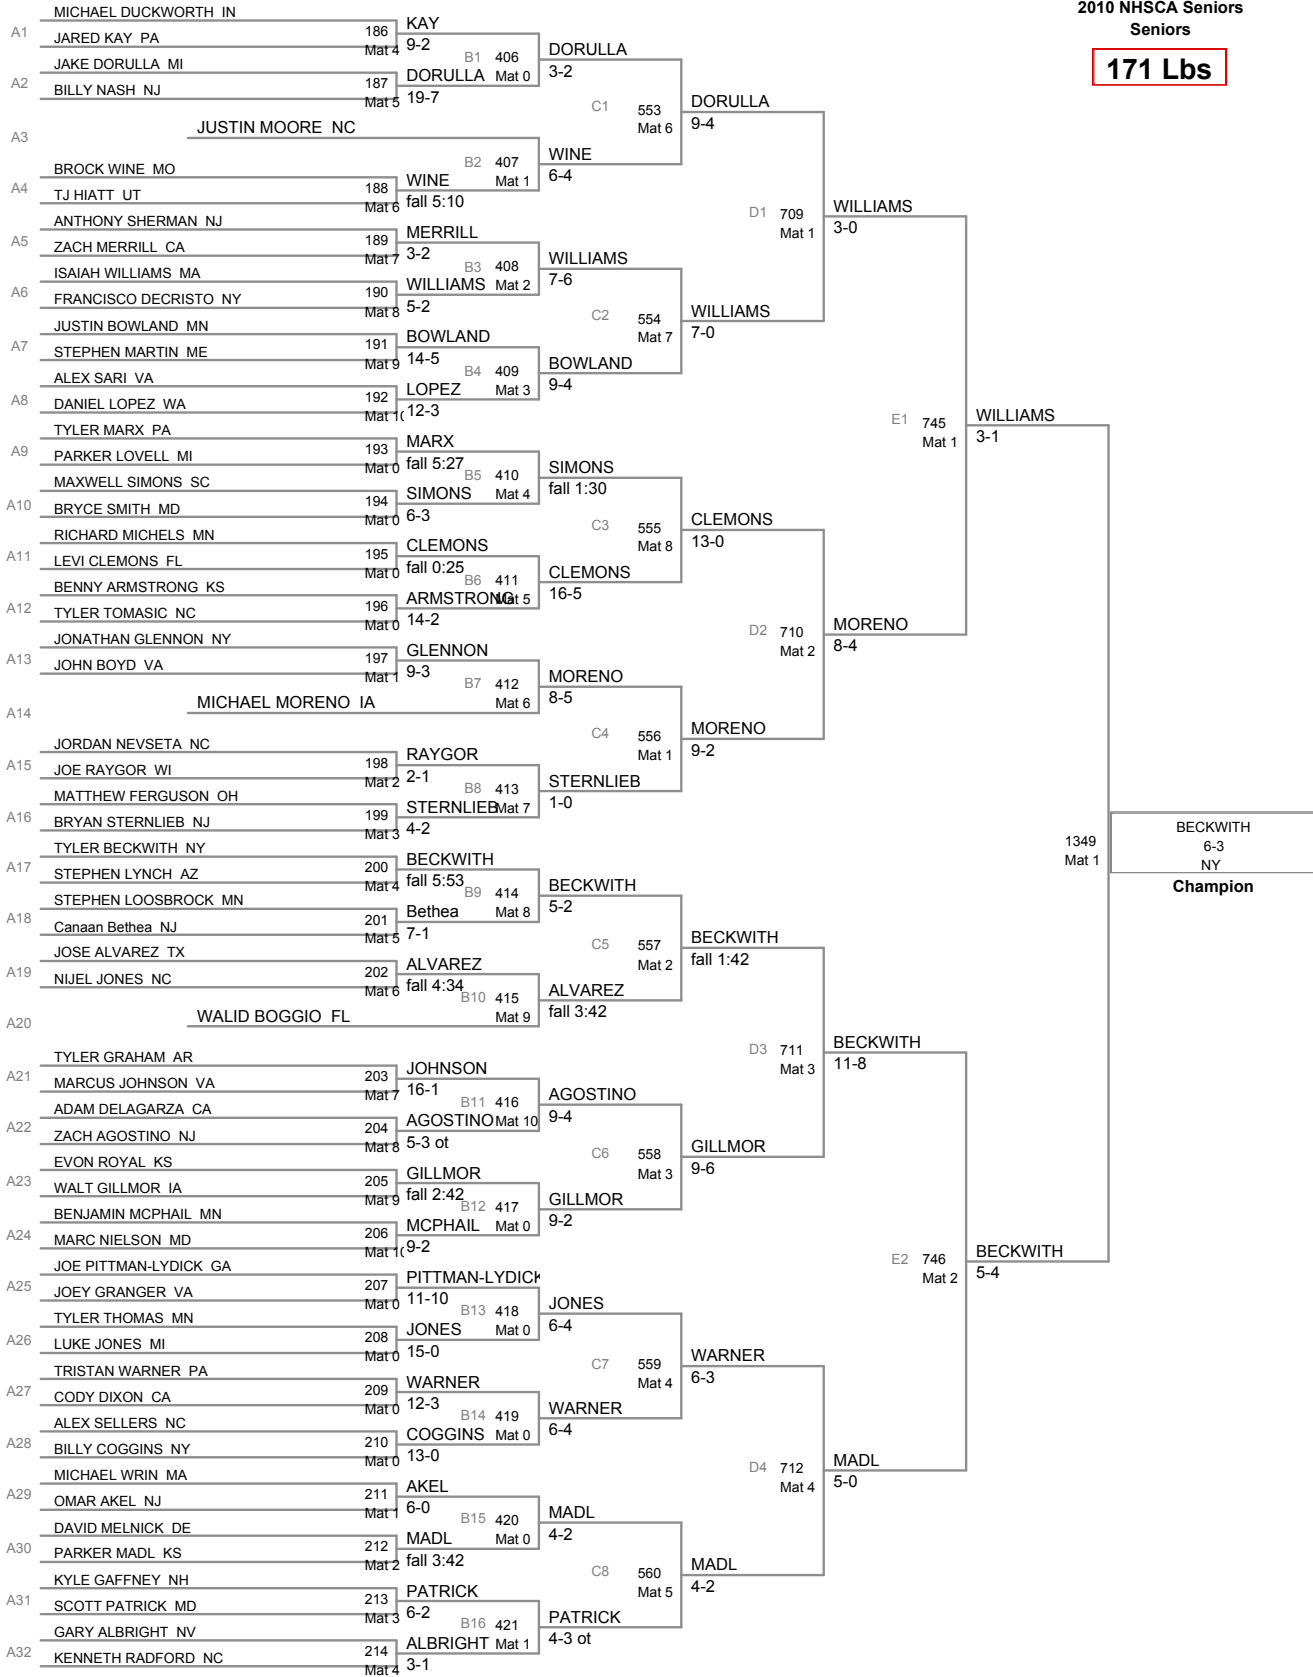 2010 NHSCA Seniors
Seniors
171 Lbs
A1
MICHAEL DUCKWORTH IN
JARED KAY PA
186
Mat 4
KAY
9-2
A2
JAKE DORULLA MI
BILLY NASH NJ
187
Mat 5
DORULLA
19-7
B1 406
Mat 0
DORULLA
3-2
A3
JUSTIN MOORE NC
A4
BROCK WINE MO
TJ HIATT UT
188
Mat 6
WINE
fall 5:10
B2 407
Mat 1
WINE
6-4
C1 553
Mat 6
DORULLA
9-4
A5
ANTHONY SHERMAN NJ
ZACH MERRILL CA
189
Mat 7
MERRILL
3-2
A6
ISAIAH WILLIAMS MA
FRANCISCO DECRISTO NY
190
Mat 8
WILLIAMS
5-2
B3 408
Mat 2
WILLIAMS
7-6
A7
JUSTIN BOWLAND MN
STEPHEN MARTIN ME
191
Mat 9
BOWLAND
14-5
A8
ALEX SARI VA
DANIEL LOPEZ WA
192
Mat 10
LOPEZ
12-3
B4 409
Mat 3
BOWLAND
9-4
C2 554
Mat 7
WILLIAMS
7-0
D1 709
Mat 1
WILLIAMS
3-0
A9
TYLER MARX PA
PARKER LOVELL MI
193
Mat 0
MARX
fall 5:27
A10
MAXWELL SIMONS SC
BRYCE SMITH MD
194
Mat 0
SIMONS
6-3
B5 410
Mat 4
SIMONS
fall 1:30
A11
RICHARD MICHELS MN
LEVI CLEMONS FL
195
Mat 0
CLEMONS
fall 0:25
A12
BENNY ARMSTRONG KS
TYLER TOMASIC NC
196
Mat 0
ARMSTRONG
14-2
B6 411
Mat 5
CLEMONS
16-5
C3 555
Mat 8
CLEMONS
13-0
A13
JONATHAN GLENNON NY
JOHN BOYD VA
197
Mat 1
GLENNON
9-3
A14
MICHAEL MORENO IA
B7 412
Mat 6
MORENO
8-5
A15
JORDAN NEVSETA NC
JOE RAYGOR WI
198
Mat 2
RAYGOR
2-1
A16
MATTHEW FERGUSON OH
BRYAN STERNLIEB NJ
199
Mat 3
STERNLIEB
4-2
B8 413
Mat 7
STERNLIEB
1-0
C4 556
Mat 1
MORENO
9-2
D2 710
Mat 2
MORENO
8-4
E1 745
Mat 1
WILLIAMS
3-1
A17
TYLER BECKWITH NY
STEPHEN LYNCH AZ
200
Mat 4
BECKWITH
fall 5:53
A18
STEPHEN LOOSBROCK MN
Canaan Bethea NJ
201
Mat 5
Bethea
7-1
B9 414
Mat 8
BECKWITH
5-2
A19
JOSE ALVAREZ TX
NIJEL JONES NC
202
Mat 6
ALVAREZ
fall 4:34
A20
WALID BOGGIO FL
B10 415
Mat 9
ALVAREZ
fall 3:42
C5 557
Mat 2
BECKWITH
fall 1:42
A21
TYLER GRAHAM AR
MARCUS JOHNSON VA
203
Mat 7
JOHNSON
16-1
A22
ADAM DELAGARZA CA
ZACH AGOSTINO NJ
204
Mat 8
AGOSTINO
5-3 ot
B11 416
Mat 10
AGOSTINO
9-4
A23
EVON ROYAL KS
WALT GILLMOR IA
205
Mat 9
GILLMOR
fall 2:42
A24
BENJAMIN MCPHAIL MN
MARC NIELSON MD
206
Mat 10
MCPHAIL
9-2
B12 417
Mat 0
GILLMOR
9-2
C6 558
Mat 3
GILLMOR
9-6
D3 711
Mat 3
BECKWITH
11-8
A25
JOE PITTMAN-LYDICK GA
JOEY GRANGER VA
207
Mat 0
PITTMAN-LYDICK
11-10
A26
TYLER THOMAS MN
LUKE JONES MI
208
Mat 0
JONES
15-0
B13 418
Mat 0
JONES
6-4
A27
TRISTAN WARNER PA
CODY DIXON CA
209
Mat 0
WARNER
12-3
A28
ALEX SELLERS NC
BILLY COGGINS NY
210
Mat 0
COGGINS
13-0
B14 419
Mat 0
WARNER
6-4
C7 559
Mat 4
WARNER
6-3
A29
MICHAEL WRIN MA
OMAR AKEL NJ
211
Mat 1
AKEL
6-0
A30
DAVID MELNICK DE
PARKER MADL KS
212
Mat 2
MADL
fall 3:42
B15 420
Mat 0
MADL
4-2
A31
KYLE GAFFNEY NH
SCOTT PATRICK MD
213
Mat 3
PATRICK
6-2
A32
GARY ALBRIGHT NV
KENNETH RADFORD NC
214
Mat 4
ALBRIGHT
3-1
B16 421
Mat 1
PATRICK
4-3 ot
C8 560
Mat 5
MADL
4-2
D4 712
Mat 4
MADL
5-0
E2 746
Mat 2
BECKWITH
5-4
1349
Mat 1
BECKWITH
6-3
NY
Champion